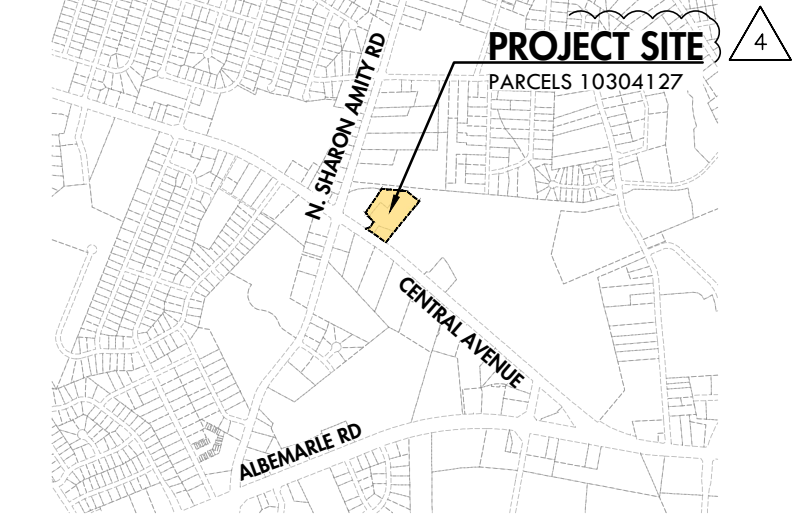 PROJECT SITE
4
PARCELS 10304127
N. SHARON AMITY RD
CENTRAL AVENUE
ALBEMARLE RD